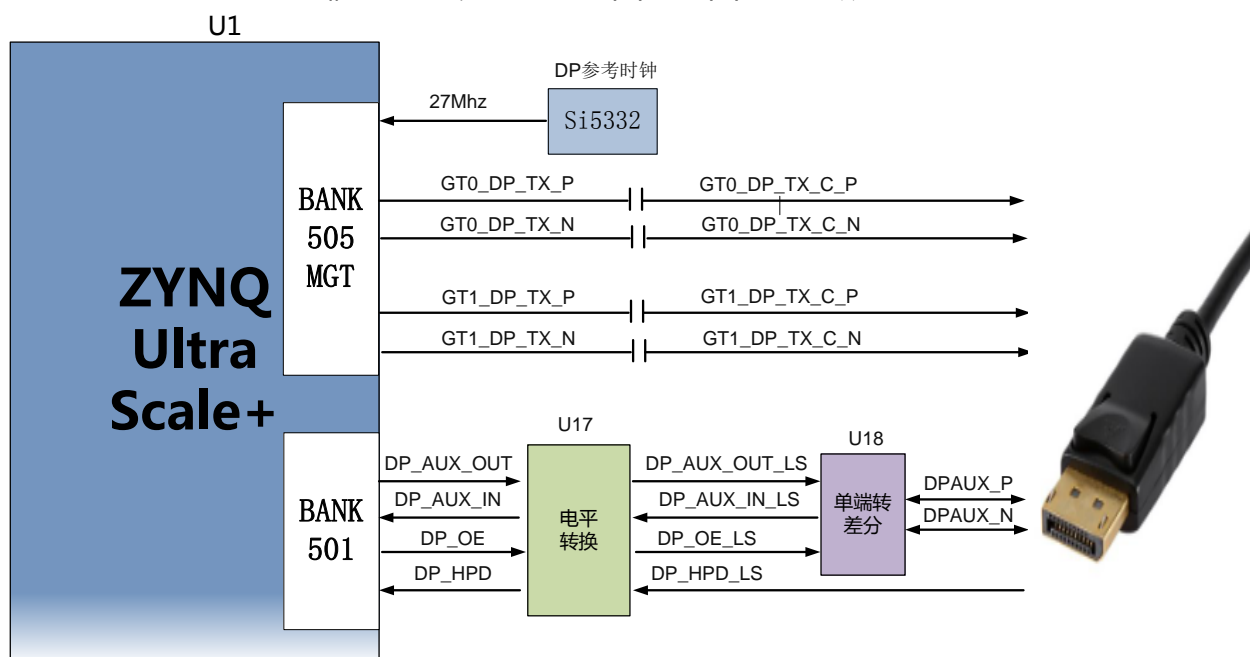 U1
DP参考时钟
27Mhz
Si5332
GT0_DP_TX_P
GT0_DP_TX_C_P
BANK
505
MGT
GT0_DP_TX_N
GT0_DP_TX_C_N
ZYNQ
Ultra
Scale+
GT1_DP_TX_P
GT1_DP_TX_C_P
GT1_DP_TX_N
GT1_DP_TX_C_N
U17
U18
BANK
501
DP_AUX_OUT
DP_AUX_OUT_LS
DP_AUX_IN
DP_AUX_IN_LS
电平
转换
单端转
差分
DPAUX_P
DPAUX_N
DP_OE
DP_OE_LS
DP_HPD
DP_HPD_LS